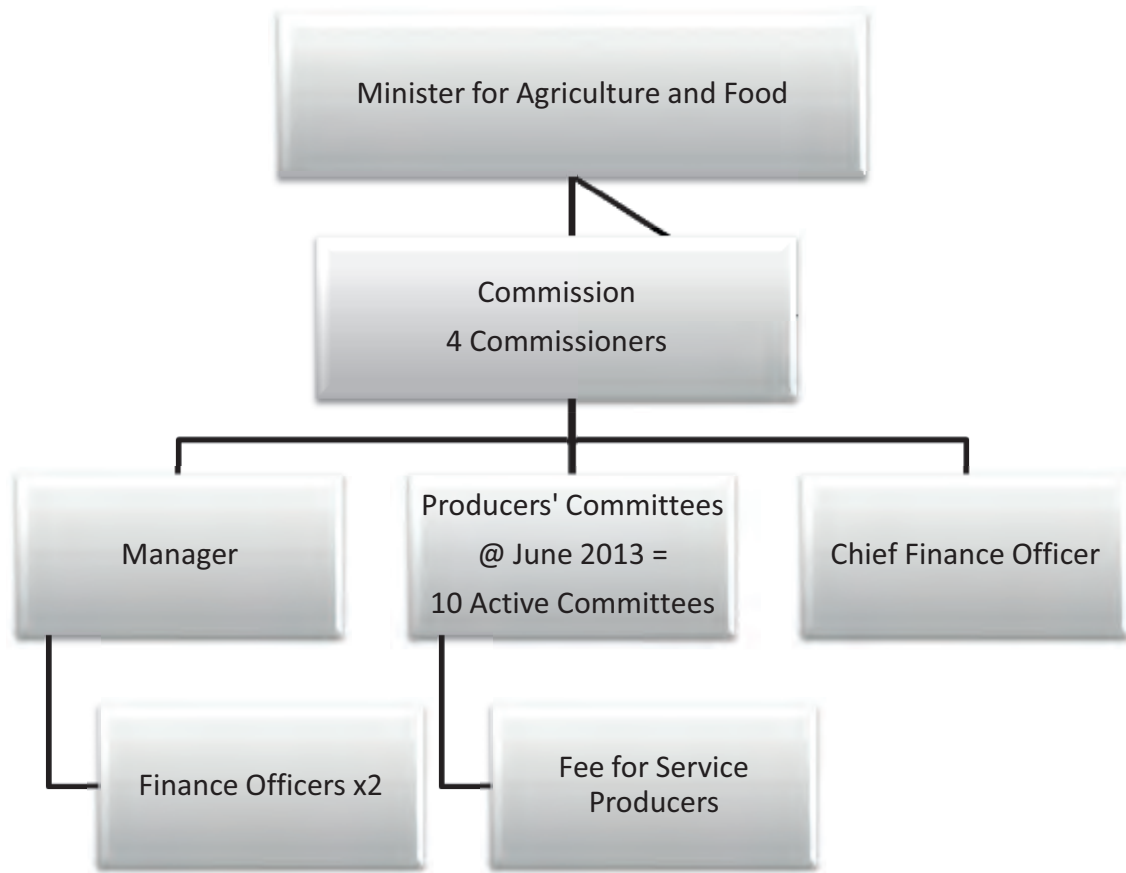 Minister for Agriculture and Food
Commission
4 Commissioners
Manager
Producers' Committees
@ June 2013 =
10 Active Committees
Chief Finance Officer
Finance Officers x2
Fee for Service
Producers